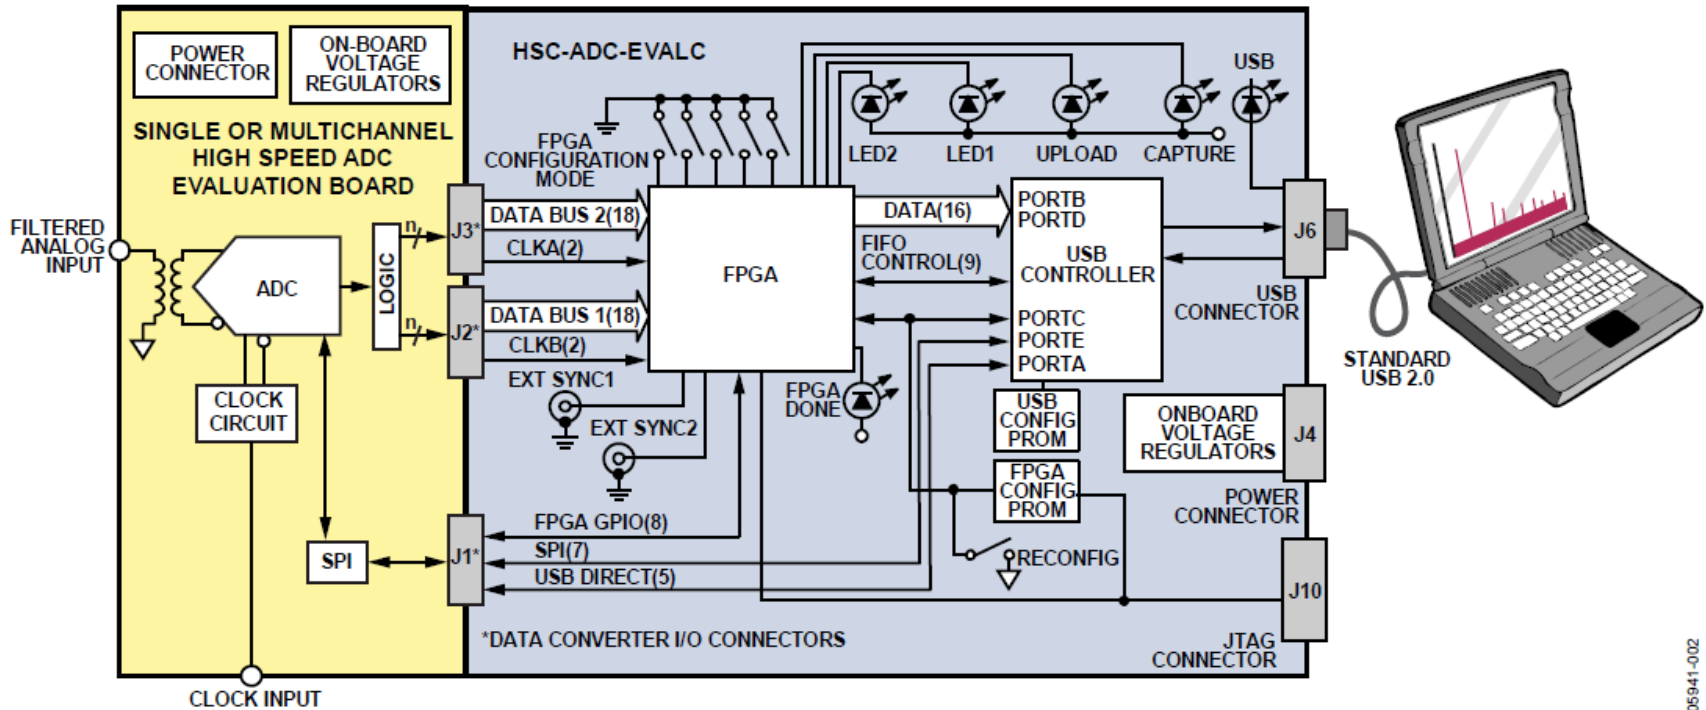 POWER
CONNECTOR
ON-BOARD
VOLTAGE
REGULATORS
SINGLE OR MULTICHANNEL
HIGH SPEED ADC
EVALUATION BOARD
FILTERED
ANALOG
INPUT
ADC
LOGIC
n
n
CLOCK
CIRCUIT
SPI
CLOCK INPUT
J3*
J2*
J1*
HSC-ADC-EVALC
FPGA
CONFIGURATION
MODE
DATA BUS 2(18)
CLKA(2)
DATA BUS 1(18)
CLKB(2)
EXT SYNC1
EXT SYNC2
FPGA GPIO(8)
SPI(7)
USB DIRECT(5)
*DATA CONVERTER I/O CONNECTORS
FPGA
LED2
LED1
UPLOAD
CAPTURE
USB
DATA(16)
FIFO
CONTROL(9)
FPGA
DONE
PORTB
PORTD
USB
CONTROLLER
PORTC
PORTE
PORTA
USB
CONFIG
PROM
FPGA
CONFIG
PROM
RECONFIG
J6
USB
CONNECTOR
ONBOARD
VOLTAGE
REGULATORS
J4
POWER
CONNECTOR
J10
JTAG
CONNECTOR
STANDARD
USB 2.0
05941-002